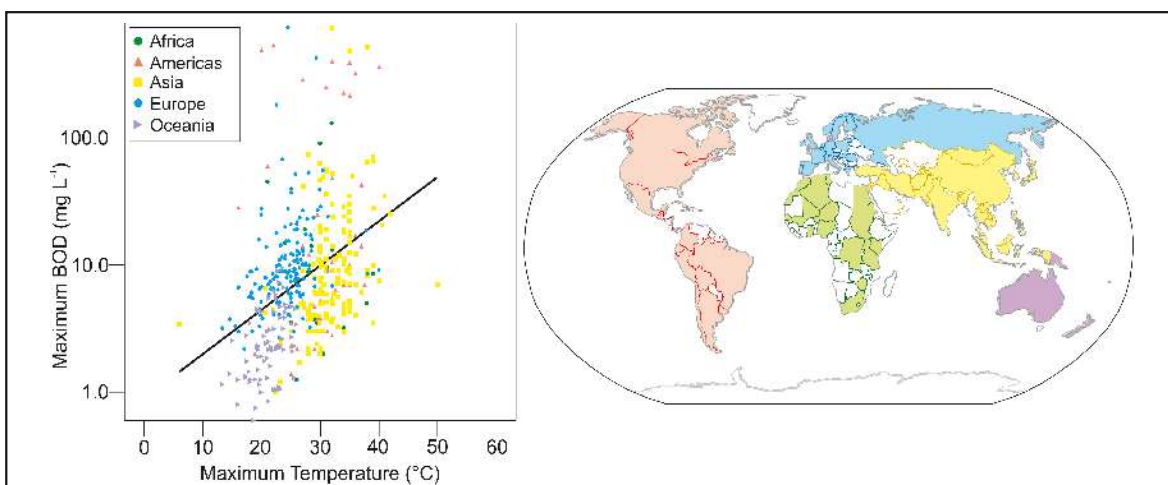 Africa
Americas
Asia
Europe
Oceania
100.0
10.0
1.0
Maximum BOD (mg L⁻¹)
0 10 20 30 40 50 60
Maximum Temperature (°C)